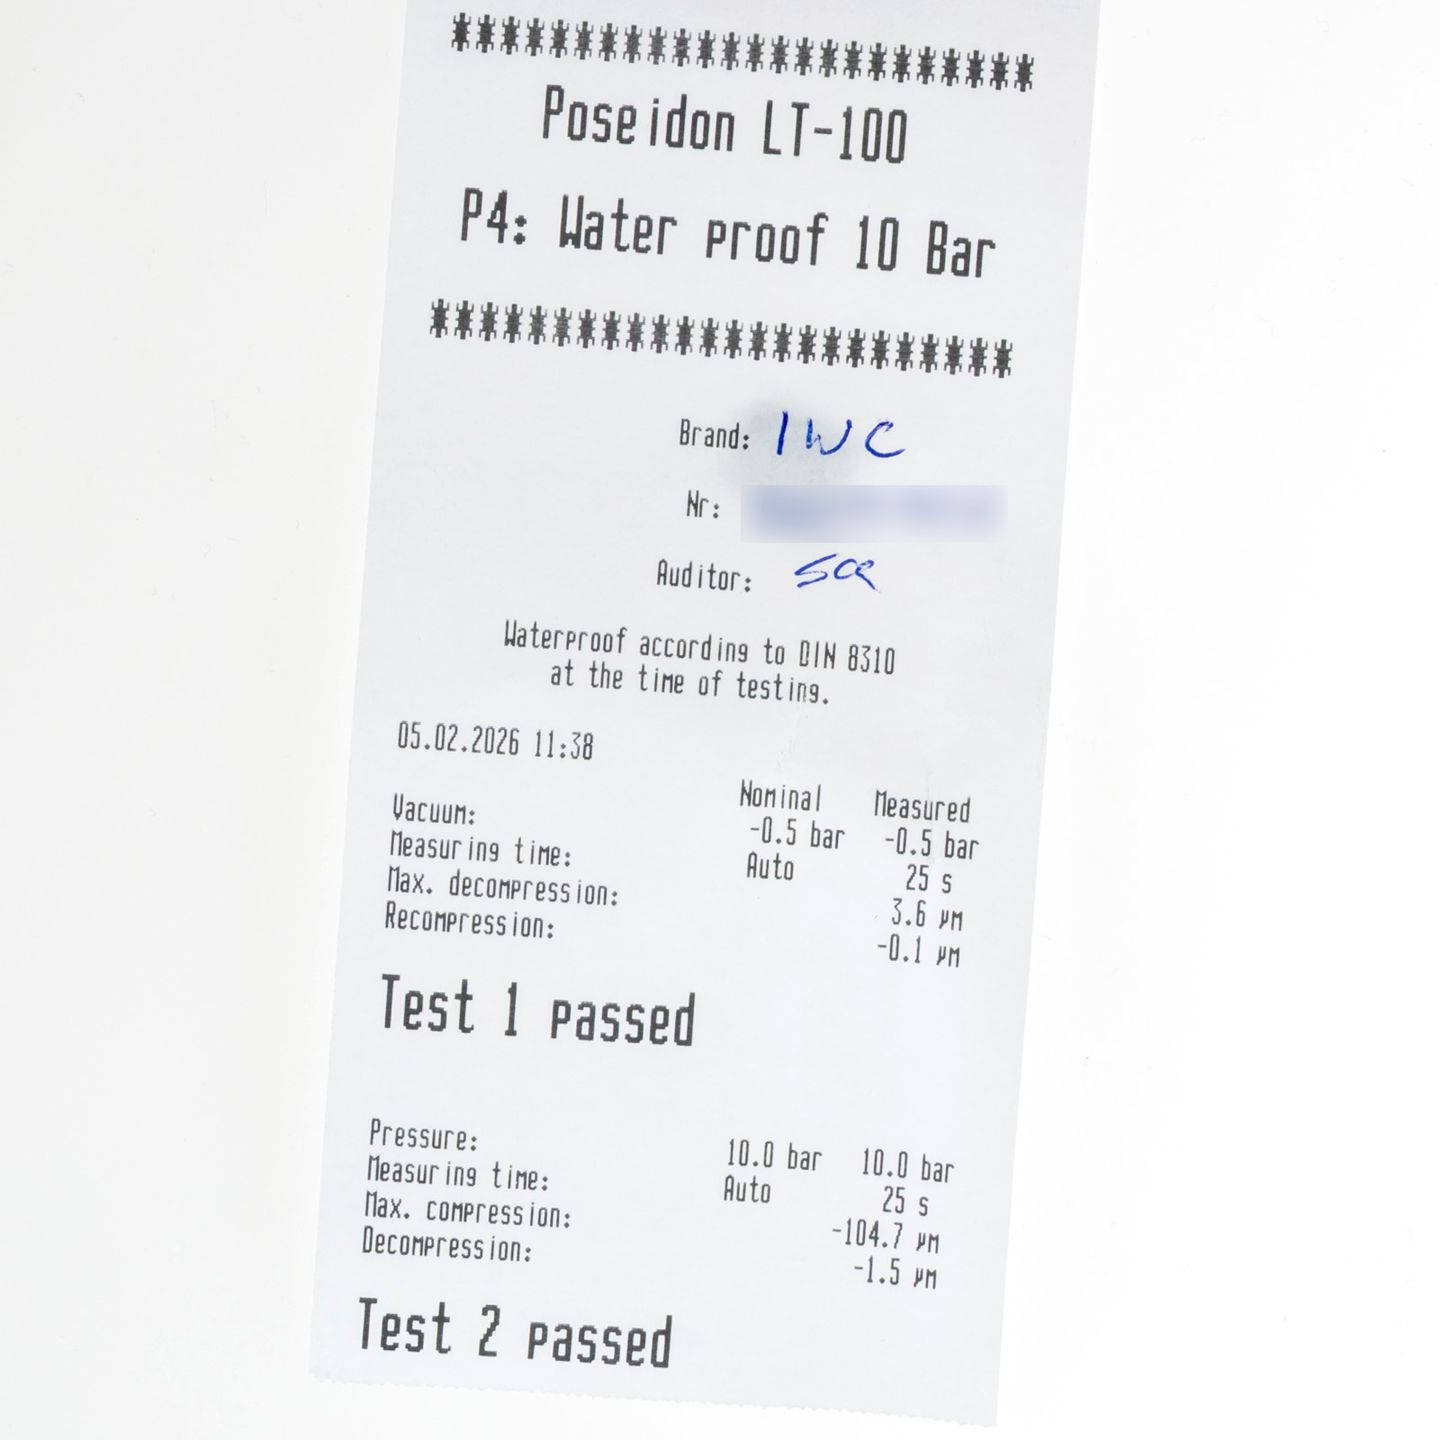 Poseidon LT-100
P4: Water proof 10 Bar
Brand: IWC
Nr:
Auditor:
Waterproof according to DIN 8310
at the time of testing.
05.02.2026 11:38
Nominal Measured
Vacuum: -0.5 bar -0.5 bar
Measuring time: Auto 25 s
Max. decompression: 3.6 µm
Recompression: -0.1 µm
Test 1 passed
Pressure: 10.0 bar 10.0 bar
Measuring time: Auto 25 s
Max. compression: -104.7 µm
Decompression: -1.5 µm
Test 2 passed